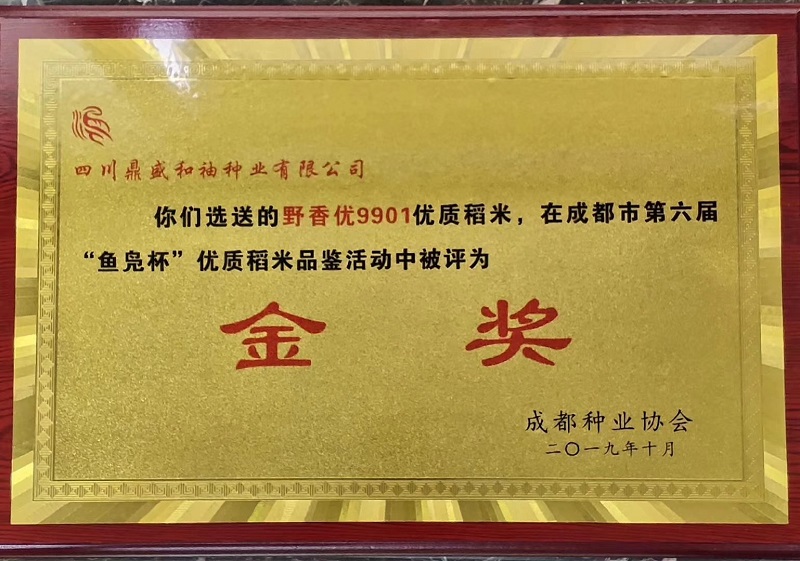 四川鼎盛和袖种业有限公司
你们选送的野香优9901优质稻米，在成都市第六届
“鱼凫杯”优质稻米品鉴活动中被评为
金 奖
成都种业协会
二〇一九年十月